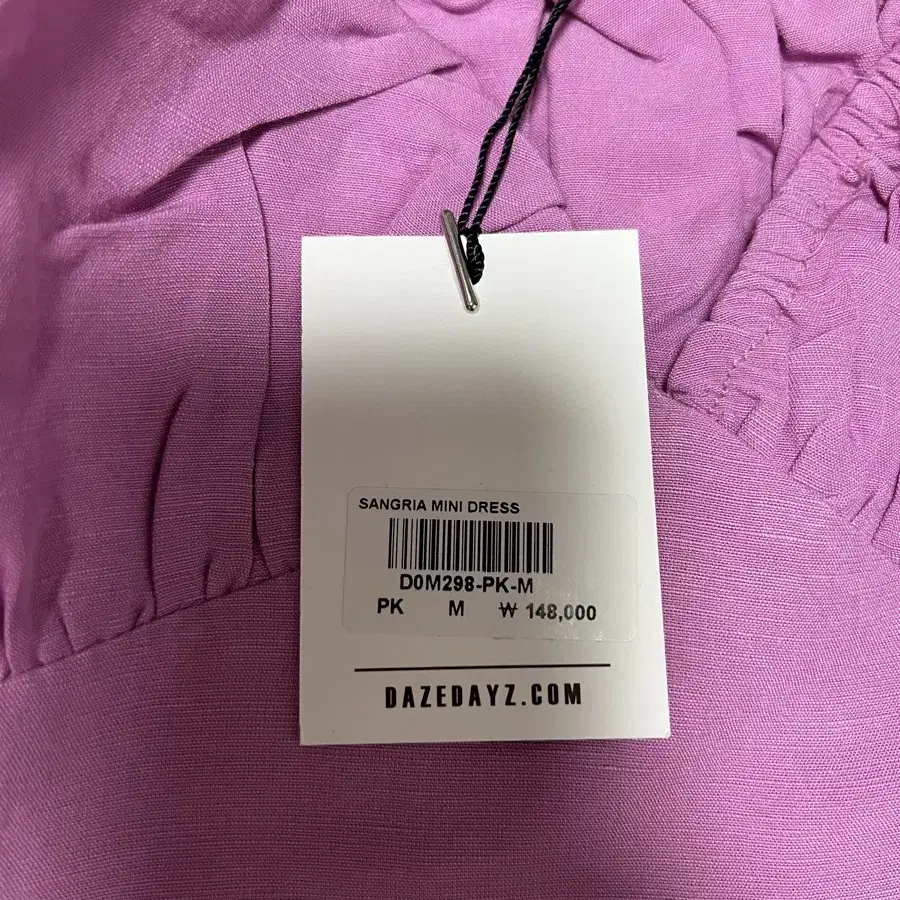 SANGRIA MINI DRESS
D0M298-PK-M
PK M ₩ 148,000
DAZEDAYZ.COM